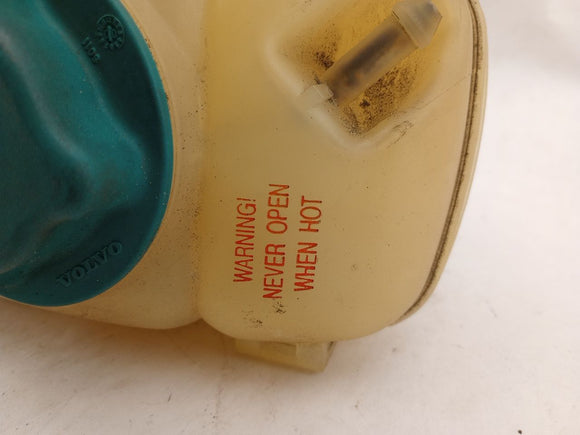 VOLVO
WARNING!
NEVER OPEN
WHEN HOT